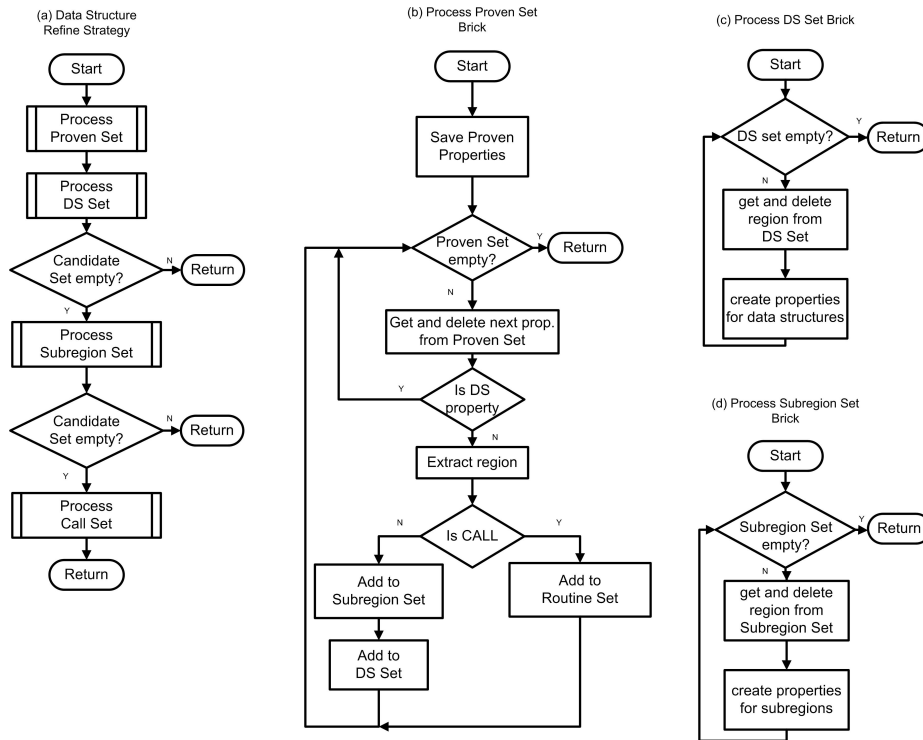 (a) Data Structure
Refine Strategy
Start
Process
Proven Set
Process
DS Set
Candidate
Set empty?
N
Return
Y
Process
Subregion Set
Candidate
Set empty?
N
Return
Y
Process
Call Set
Return
(b) Process Proven Set
Brick
Start
Save Proven
Properties
Proven Set
empty?
Y
Return
N
Get and delete next prop.
from Proven Set
Is DS
property
Y
N
Extract region
Is CALL
N
Y
Add to
Subregion Set
Add to
Routine Set
Add to
DS Set
(c) Process DS Set Brick
Start
DS set empty?
Y
Return
N
get and delete
region from
DS Set
create properties
for data structures
(d) Process Subregion Set
Brick
Start
Subregion Set
empty?
Y
Return
N
get and delete
region from
Subregion Set
create properties
for subregions